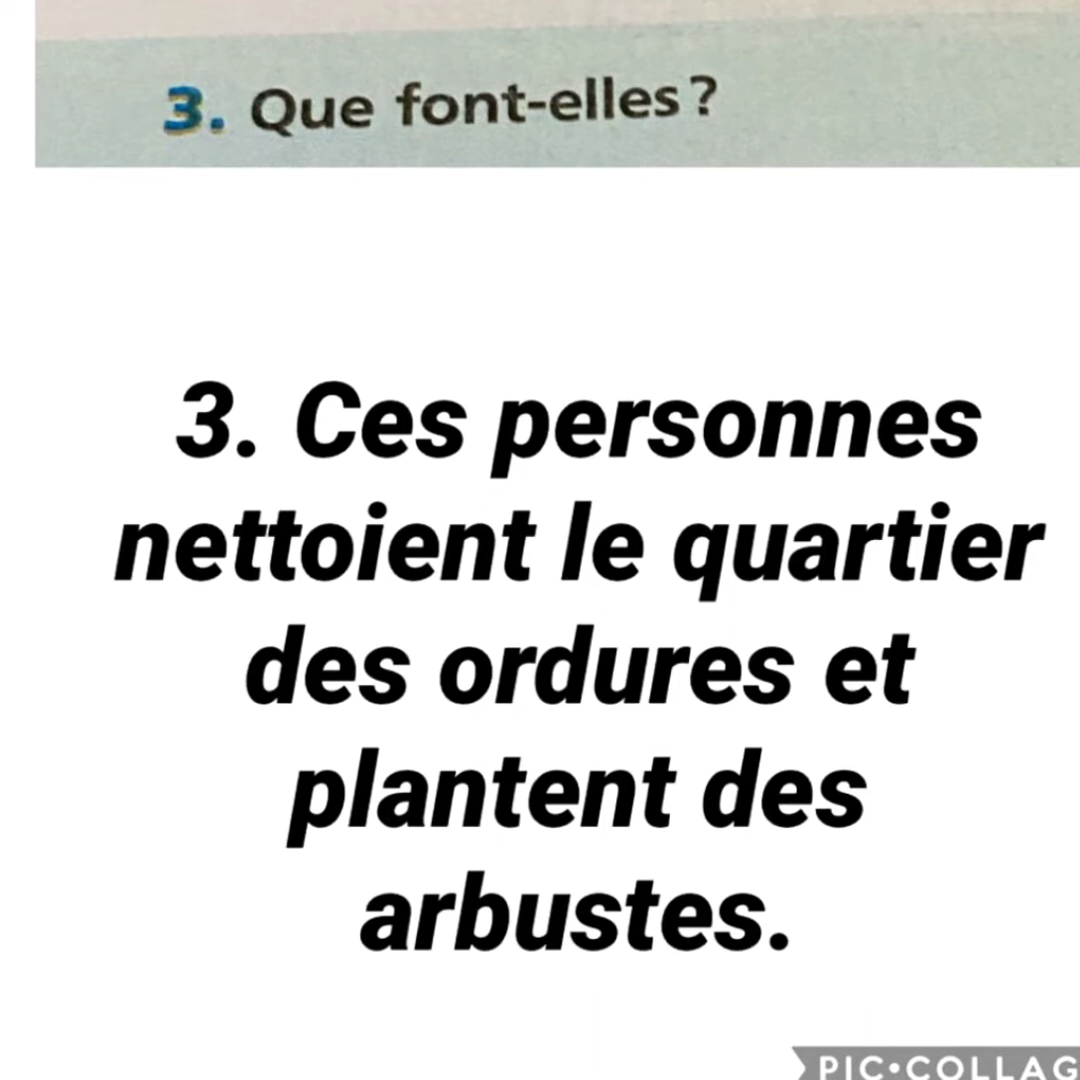 3. Que font-elles ?
3. Ces personnes
nettoient le quartier
des ordures et
plantent des
arbustes.
PIC•COLLAG